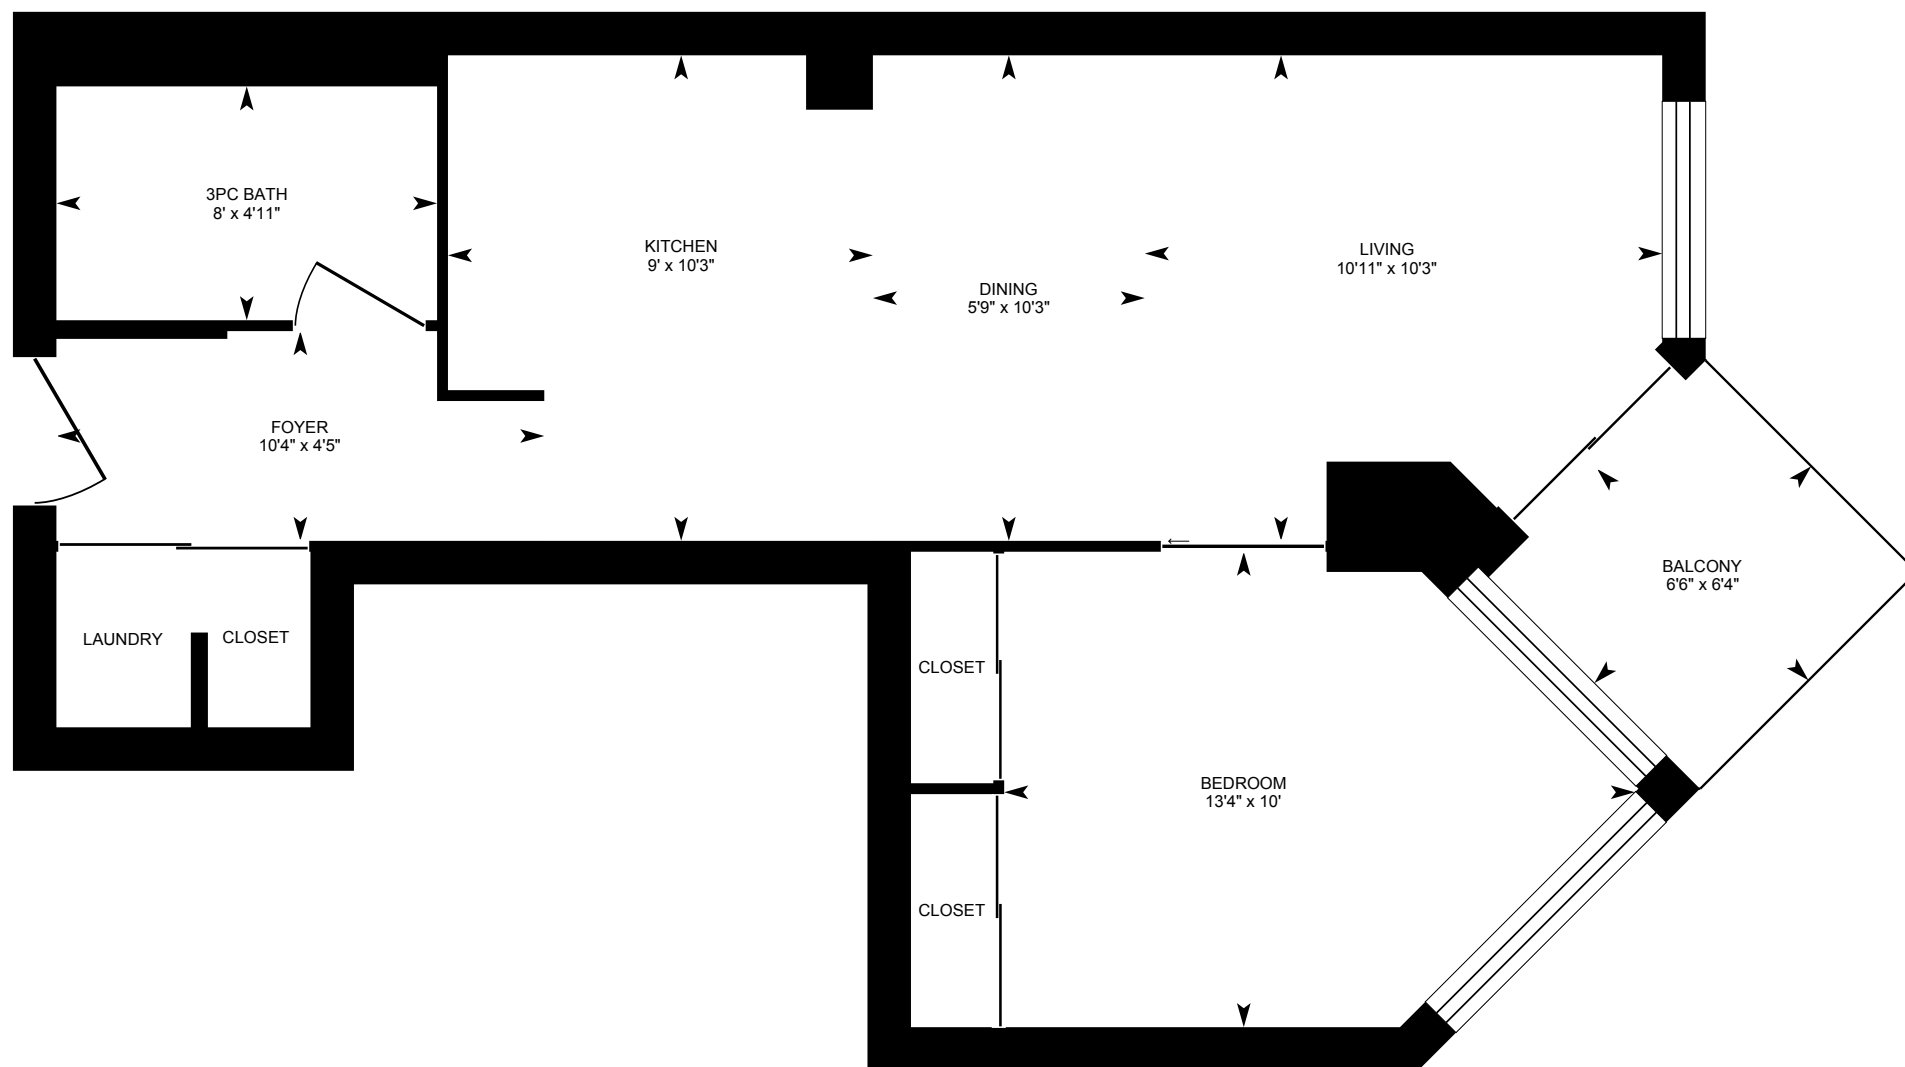 3PC BATH
8' x 4'11"
KITCHEN
9' x 10'3"
DINING
5'9" x 10'3"
LIVING
10'11" x 10'3"
FOYER
10'4" x 4'5"
BALCONY
6'6" x 6'4"
LAUNDRY
CLOSET
CLOSET
BEDROOM
13'4" x 10'
CLOSET